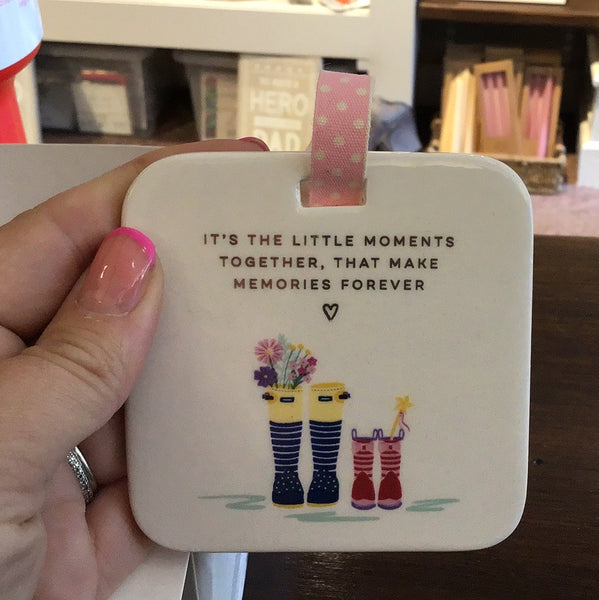 HERO
DAD
IT'S THE LITTLE MOMENTS
TOGETHER, THAT MAKE
MEMORIES FOREVER